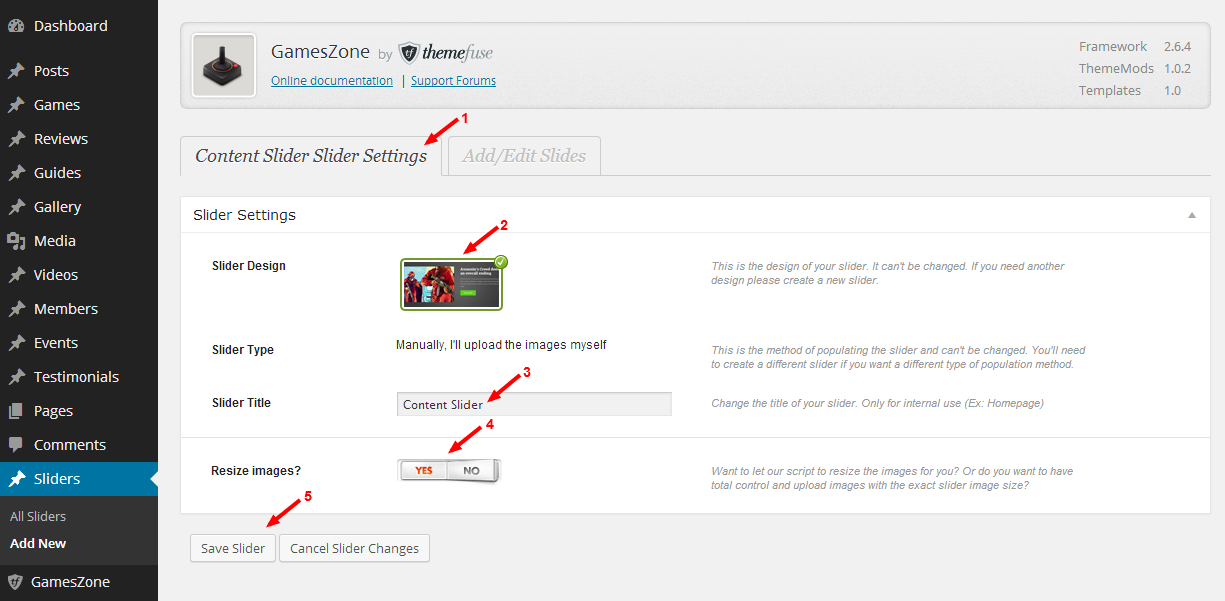 Dashboard
Posts
Games
Reviews
Guides
Gallery
Media
Videos
Members
Events
Testimonials
Pages
Comments
Sliders
All Sliders
Add New
GamesZone
GamesZone by tf themefuse
Online documentation | Support Forums
Framework 2.6.4
ThemeMods 1.0.2
Templates 1.0
1
Content Slider Slider Settings
Add/Edit Slides
Slider Settings
2
Slider Design
This is the design of your slider. It can't be changed. If you need another
design please create a new slider.
Slider Type
Manually, I'll upload the images myself
This is the method of populating the slider and can't be changed. You'll need
to create a different slider if you want a different type of population method.
3
Slider Title
Content Slider
Change the title of your slider. Only for internal use (Ex: Homepage)
4
Resize images?
YES NO
Want to let our script to resize the images for you? Or do you want to have
total control and upload images with the exact slider image size?
5
Save Slider
Cancel Slider Changes